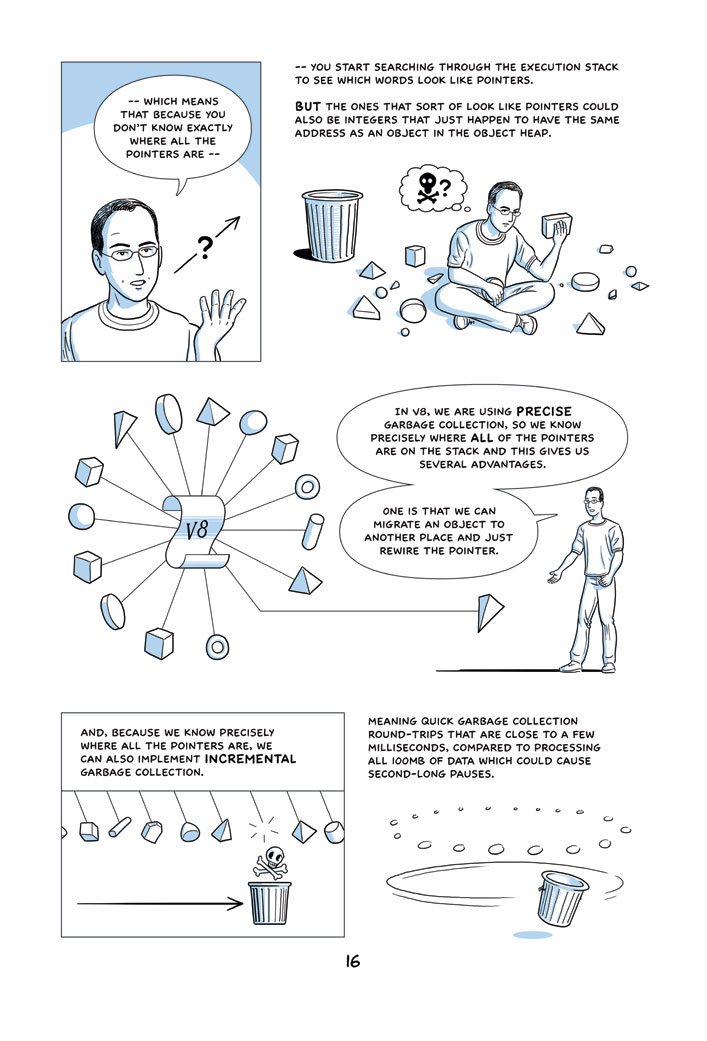 -- WHICH MEANS
THAT BECAUSE YOU
DON'T KNOW EXACTLY
WHERE ALL THE
POINTERS ARE --
?
-- YOU START SEARCHING THROUGH THE EXECUTION STACK
TO SEE WHICH WORDS LOOK LIKE POINTERS.
BUT THE ONES THAT SORT OF LOOK LIKE POINTERS COULD
ALSO BE INTEGERS THAT JUST HAPPEN TO HAVE THE SAME
ADDRESS AS AN OBJECT IN THE OBJECT HEAP.
?
V8
IN V8, WE ARE USING PRECISE
GARBAGE COLLECTION, SO WE KNOW
PRECISELY WHERE ALL OF THE POINTERS
ARE ON THE STACK AND THIS GIVES US
SEVERAL ADVANTAGES.
ONE IS THAT WE CAN
MIGRATE AN OBJECT TO
ANOTHER PLACE AND JUST
REWIRE THE POINTER.
AND, BECAUSE WE KNOW PRECISELY
WHERE ALL THE POINTERS ARE, WE
CAN ALSO IMPLEMENT INCREMENTAL
GARBAGE COLLECTION.
MEANING QUICK GARBAGE COLLECTION
ROUND-TRIPS THAT ARE CLOSE TO A FEW
MILLISECONDS, COMPARED TO PROCESSING
ALL 100MB OF DATA WHICH COULD CAUSE
SECOND-LONG PAUSES.
16